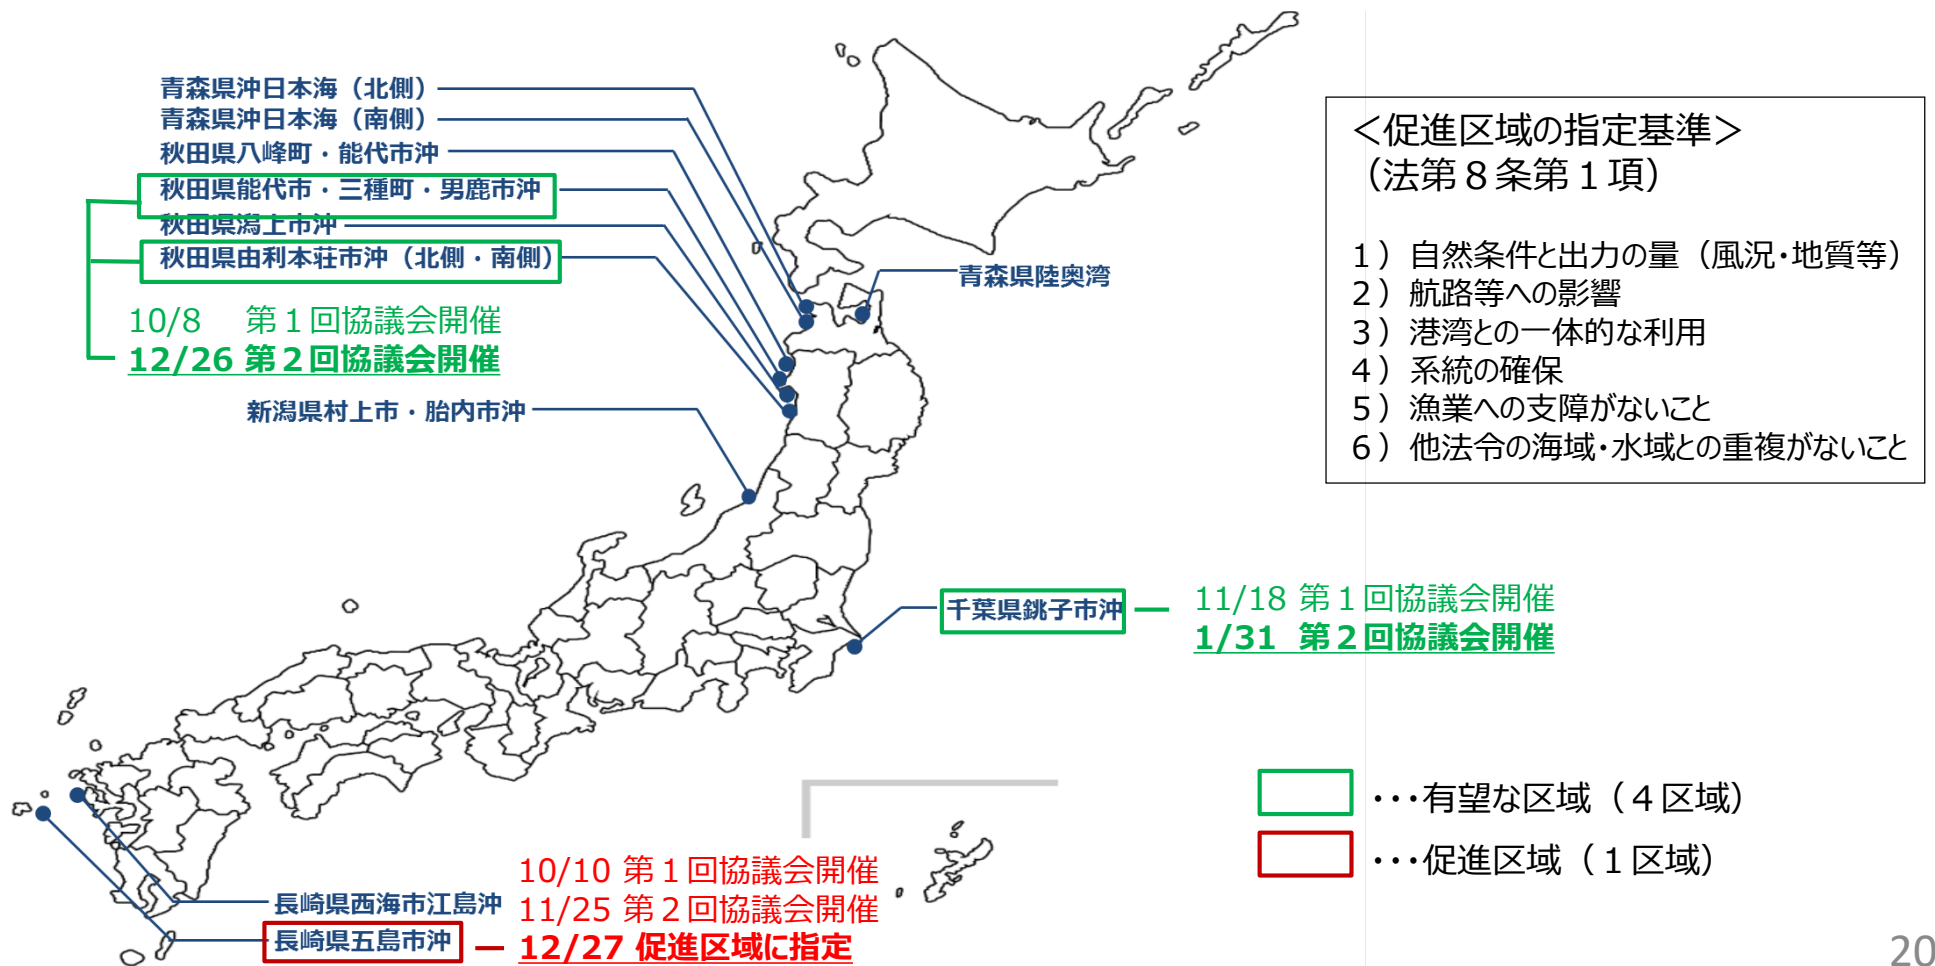 青森県沖日本海（北側）
青森県沖日本海（南側）
秋田県八峰町・能代市沖
秋田県能代市・三種町・男鹿市沖
秋田県潟上市沖
秋田県由利本荘市沖（北側・南側）
10/8 第１回協議会開催
12/26 第２回協議会開催
新潟県村上市・胎内市沖
青森県陸奥湾
＜促進区域の指定基準＞
（法第８条第１項）
１）自然条件と出力の量（風況・地質等）
２）航路等への影響
３）港湾との一体的な利用
４）系統の確保
５）漁業への支障がないこと
６）他法令の海域・水域との重複がないこと
千葉県銚子市沖
11/18 第１回協議会開催
1/31 第２回協議会開催
・・・有望な区域（４区域）
・・・促進区域（１区域）
長崎県西海市江島沖
長崎県五島市沖
10/10 第１回協議会開催
11/25 第２回協議会開催
12/27 促進区域に指定
20